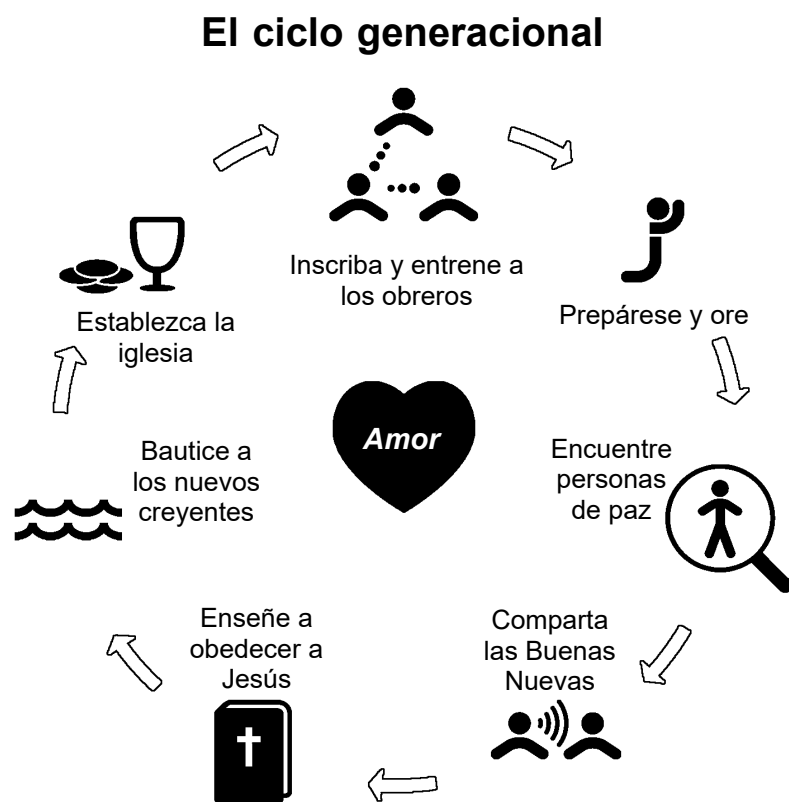 El ciclo generacional
Inscriba y entrene a
los obreros
Prepárese y ore
Encuentre
personas
de paz
Comparta
las Buenas
Nuevas
Enseñe a
obedecer a
Jesús
Bautice a
los nuevos
creyentes
Establezca la
iglesia
Amor